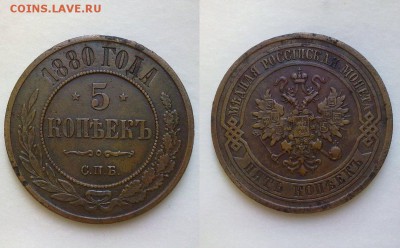 COINS.LAVE.RU
1880 ГОДА
5
КОПѢЕКЪ
С.П.Б.
МѢДНАЯ РОССІЙСКАЯ МОНЕТА
ПЯТЬ КОПѢЕКЪ